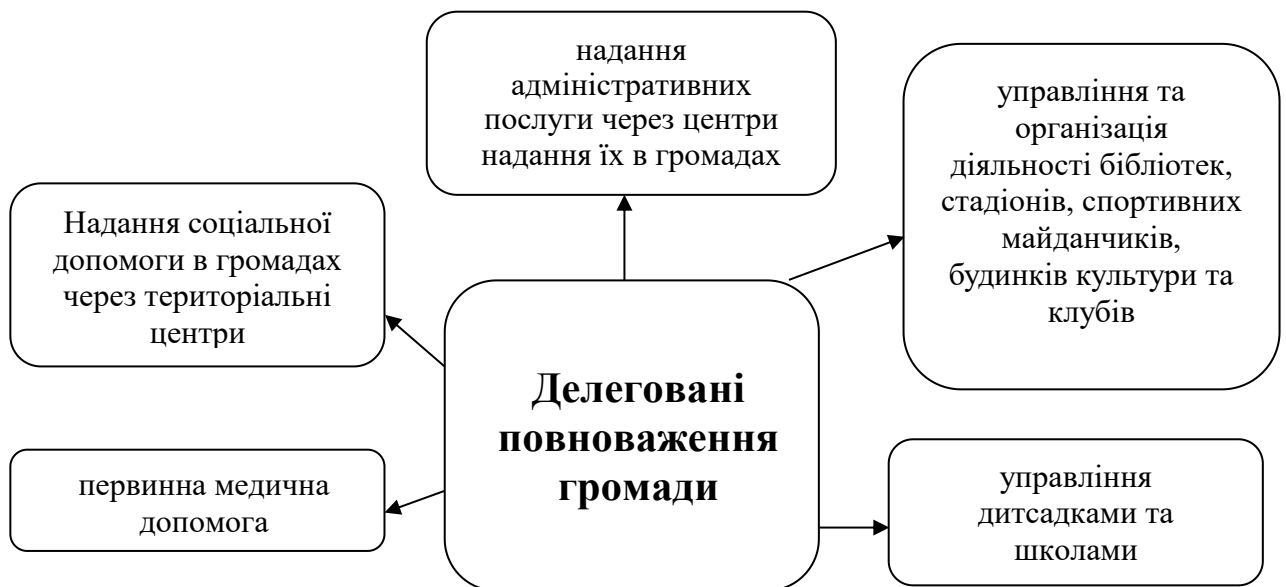 надання
адміністративних
послуги через центри
надання їх в громадах
управління та
організація
діяльності бібліотек,
стадіонів, спортивних
майданчиків,
будинків культури та
клубів
Надання соціальної
допомоги в громадах
через територіальні
центри
Делеговані
повноваження
громади
первинна медична
допомога
управління
дитсадками та
школами